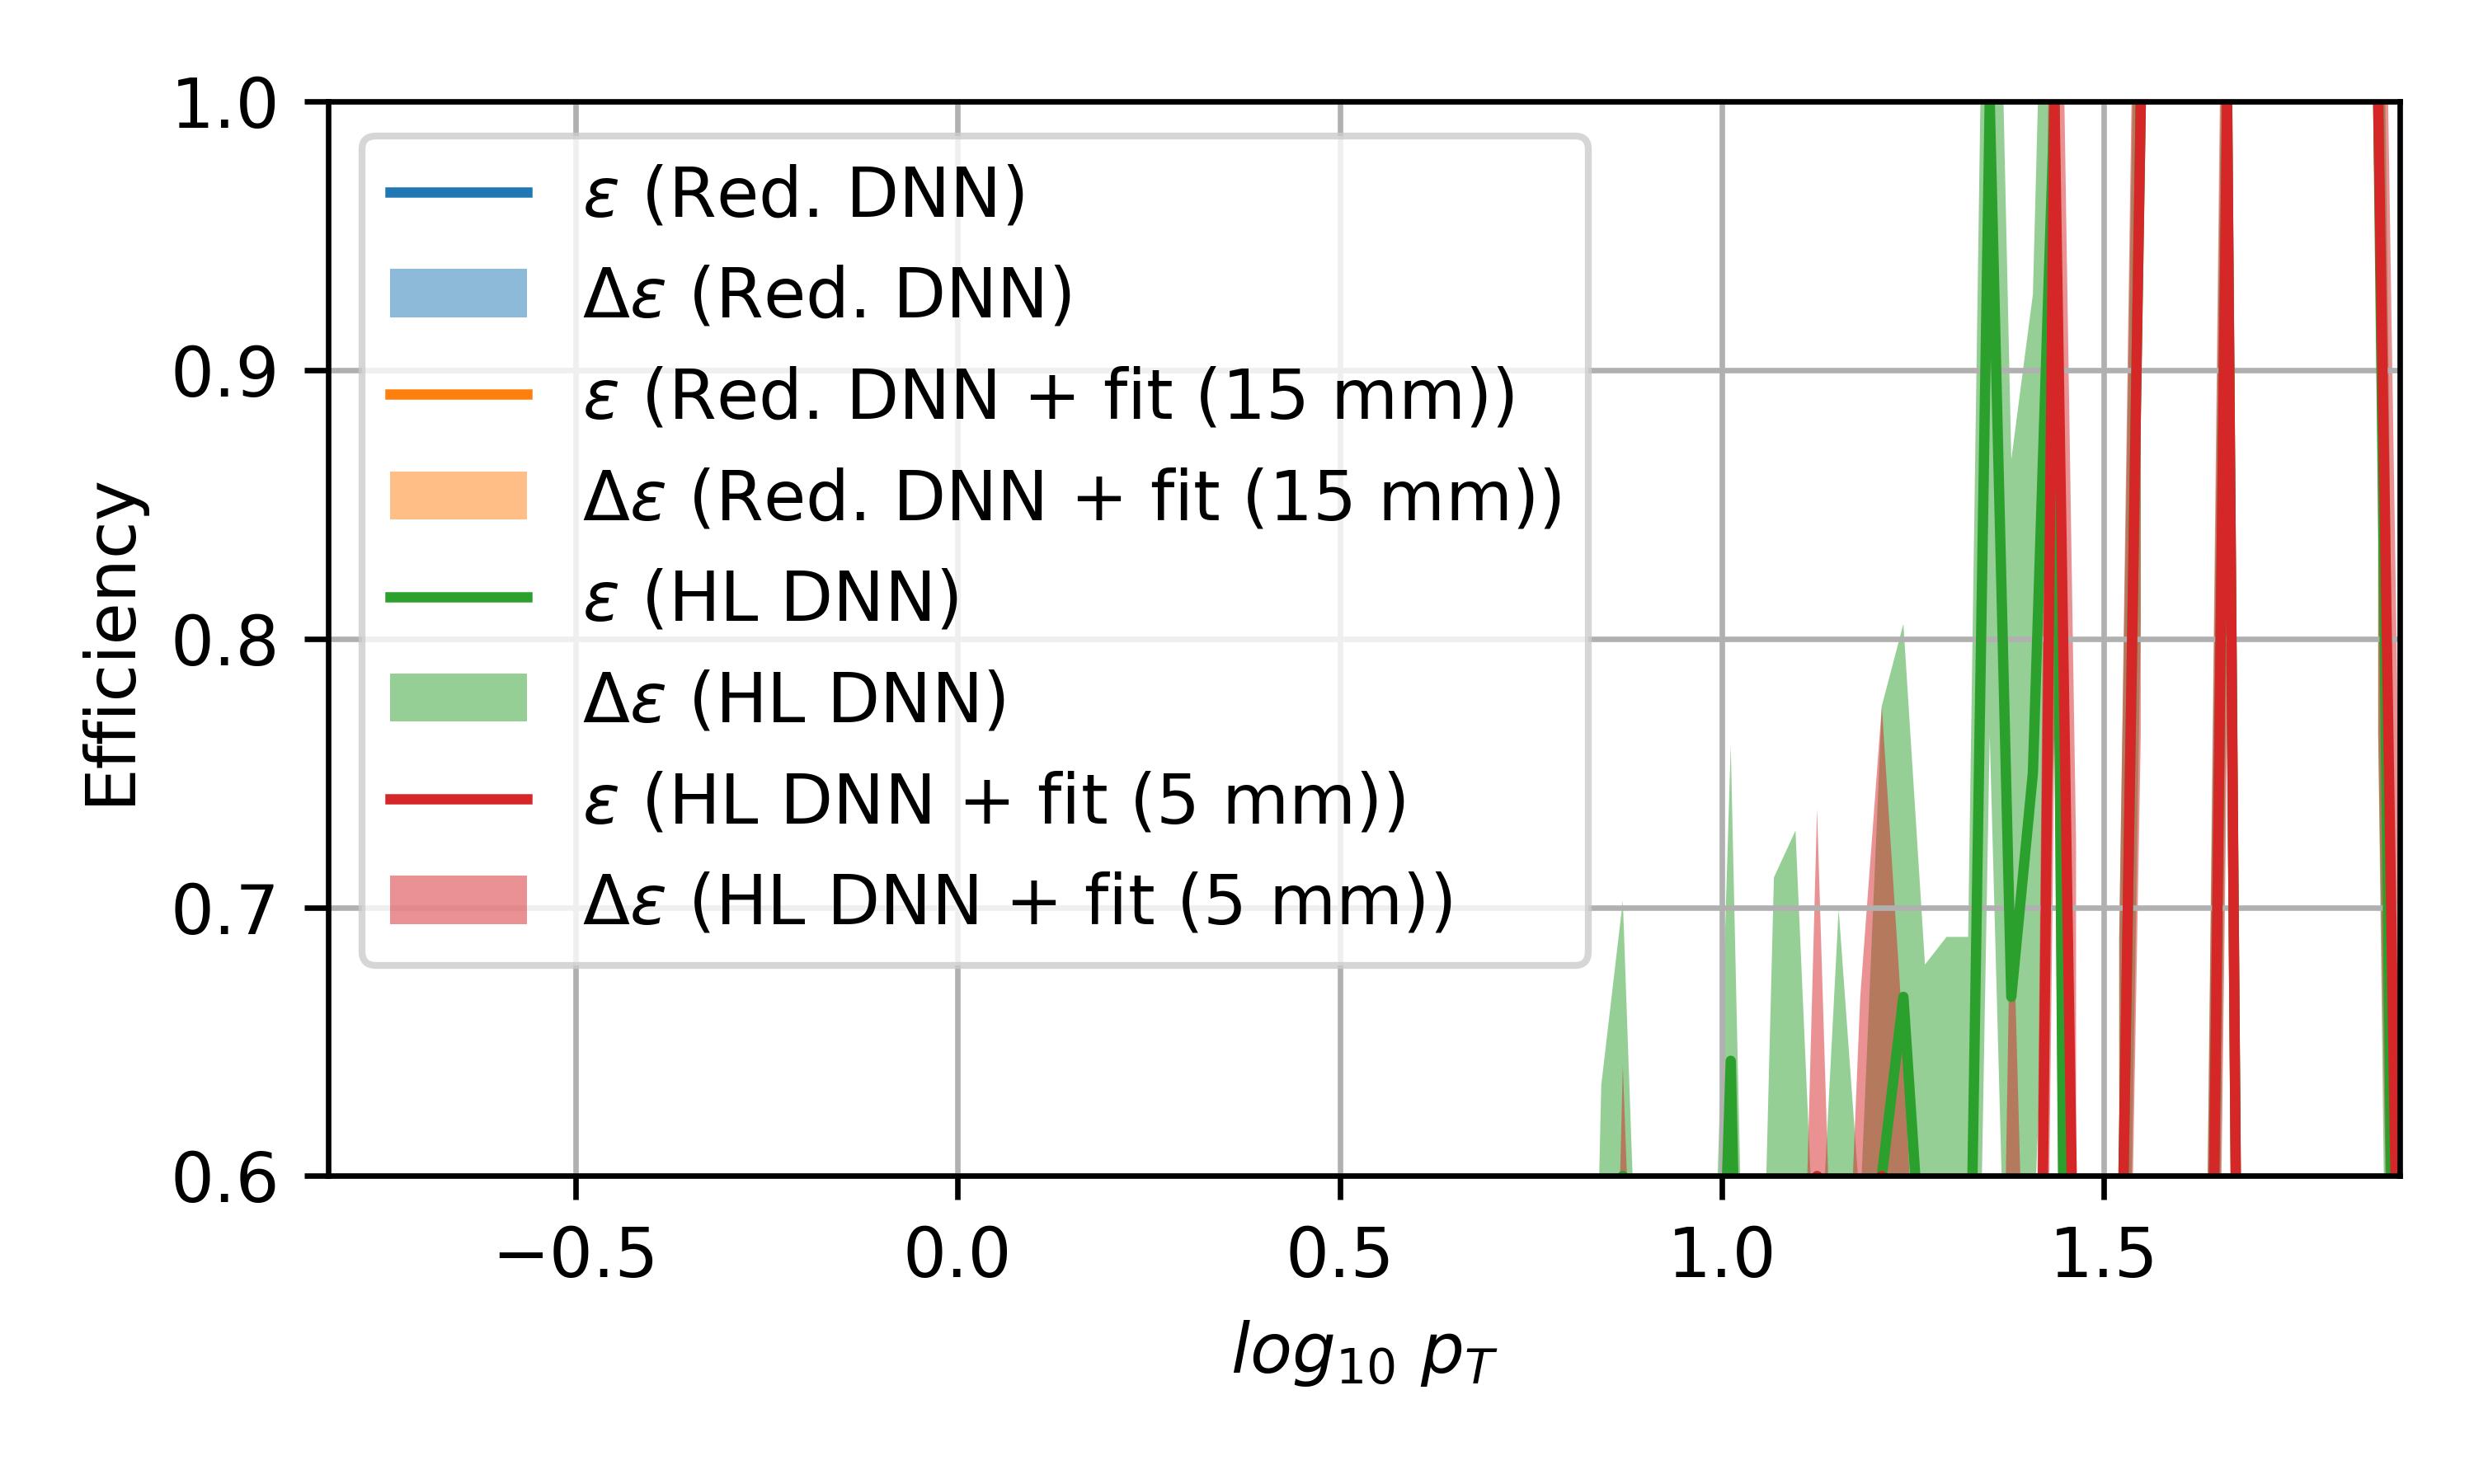 1.0
0.9
0.8
0.7
0.6
Efficiency
ε (Red. DNN)
Δε (Red. DNN)
ε (Red. DNN + fit (15 mm))
Δε (Red. DNN + fit (15 mm))
ε (HL DNN)
Δε (HL DNN)
ε (HL DNN + fit (5 mm))
Δε (HL DNN + fit (5 mm))
−0.5 0.0 0.5 1.0 1.5
log₁₀ p_T